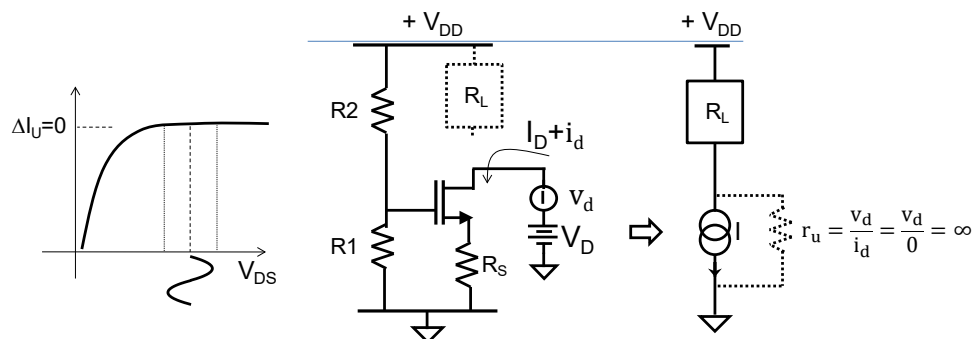 ΔI_U=0
V_DS
+ V_DD
R2
R_L
I_D+i_d
v_d
V_D
R1
R_S
+ V_DD
R_L
I
r_u = v_d/i_d = v_d/0 = ∞